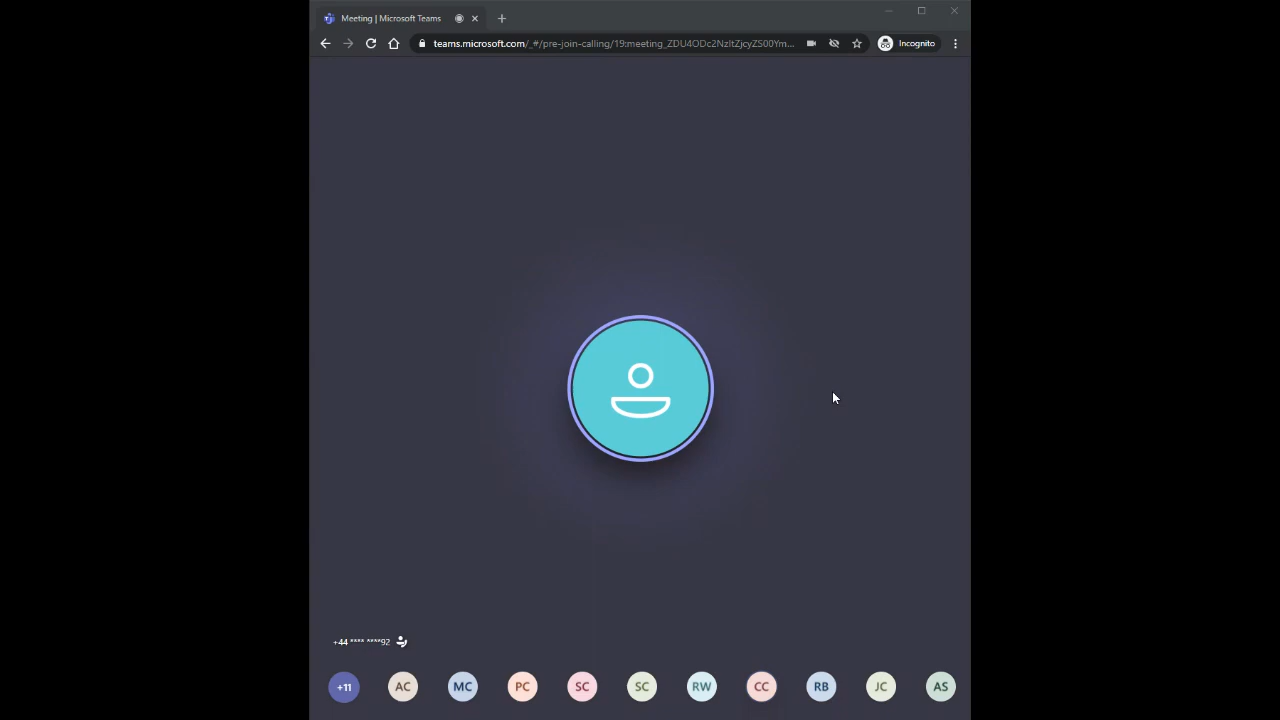 Meeting | Microsoft Teams
teams.microsoft.com/_#/pre-join-calling/19:meeting_ZDU4ODc2NzItZjcyZS00Ym...
Incognito
+44 **** ****92
+11 AC MC PC SC SC RW CC RB JC AS